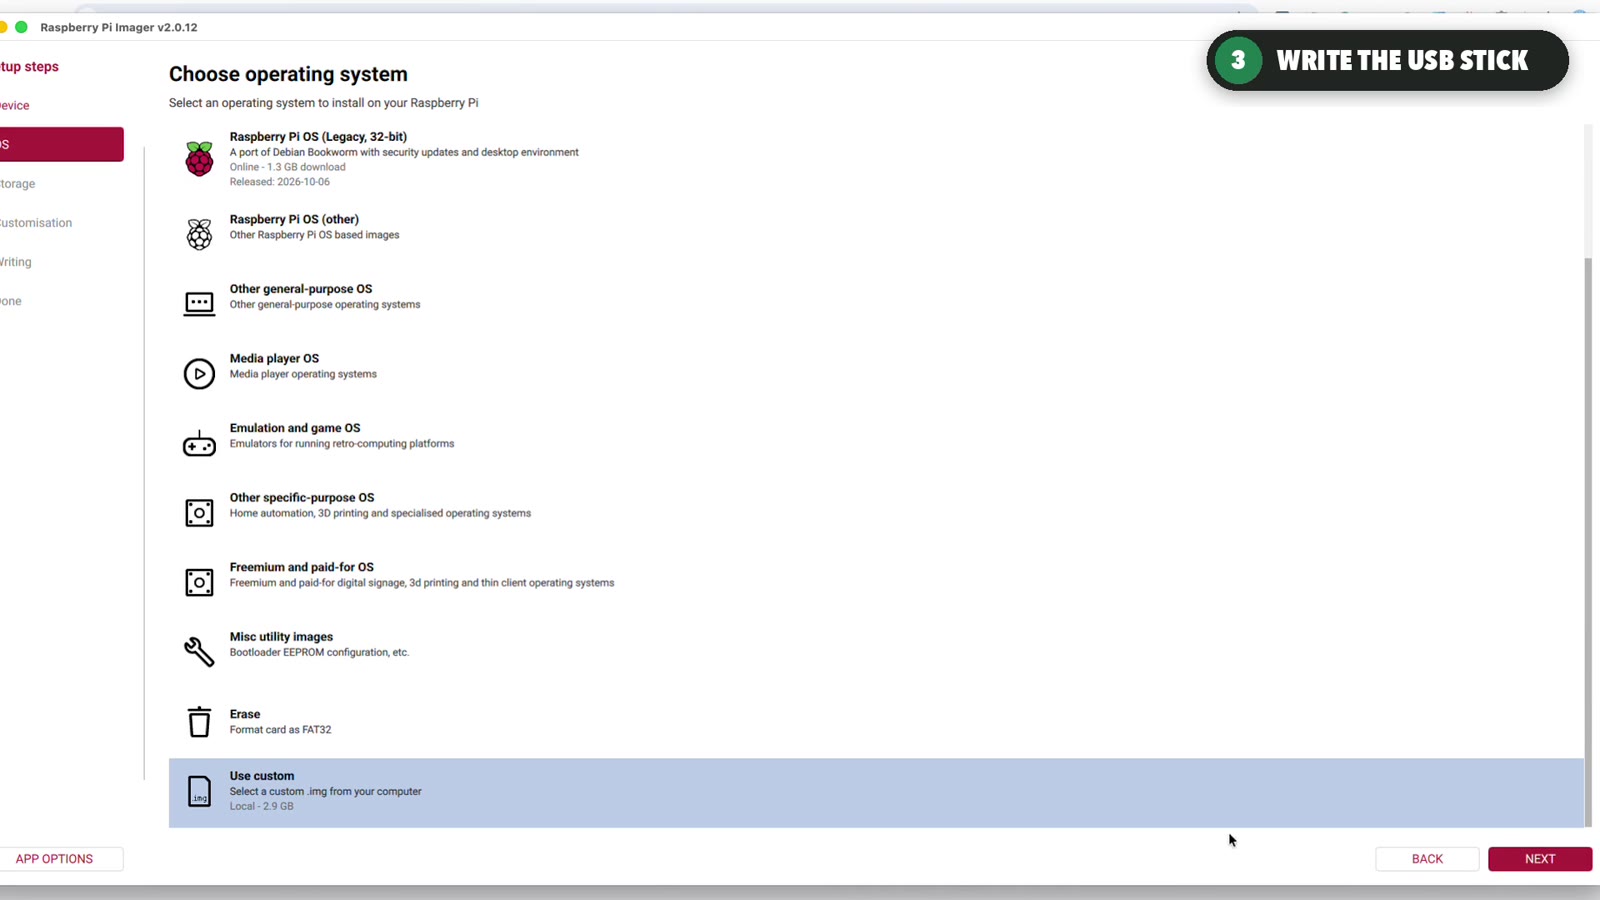 Raspberry Pi Imager v2.0.12
3 WRITE THE USB STICK
tup steps
evice
OS
torage
ustomisation
riting
one
APP OPTIONS
Choose operating system
Select an operating system to install on your Raspberry Pi
Raspberry Pi OS (Legacy, 32-bit)
A port of Debian Bookworm with security updates and desktop environment
Online - 1.3 GB download
Released: 2026-10-06
Raspberry Pi OS (other)
Other Raspberry Pi OS based images
Other general-purpose OS
Other general-purpose operating systems
Media player OS
Media player operating systems
Emulation and game OS
Emulators for running retro-computing platforms
Other specific-purpose OS
Home automation, 3D printing and specialised operating systems
Freemium and paid-for OS
Freemium and paid-for digital signage, 3d printing and thin client operating systems
Misc utility images
Bootloader EEPROM configuration, etc.
Erase
Format card as FAT32
.img
Use custom
Select a custom .img from your computer
Local - 2.9 GB
BACK
NEXT